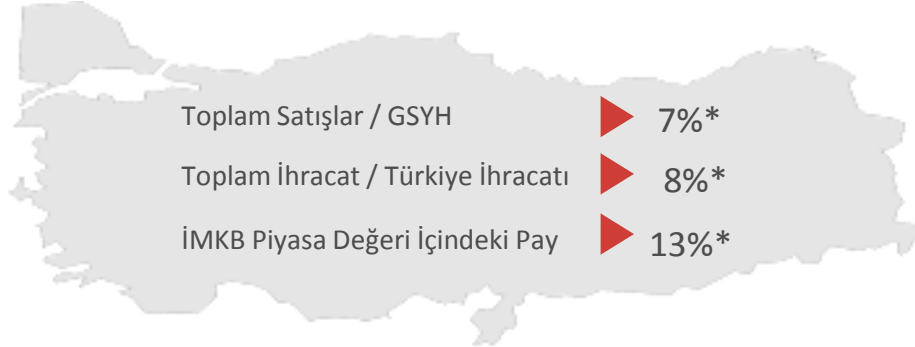 Toplam Satışlar / GSYH 7%*
Toplam İhracat / Türkiye İhracatı 8%*
İMKB Piyasa Değeri İçindeki Pay 13%*